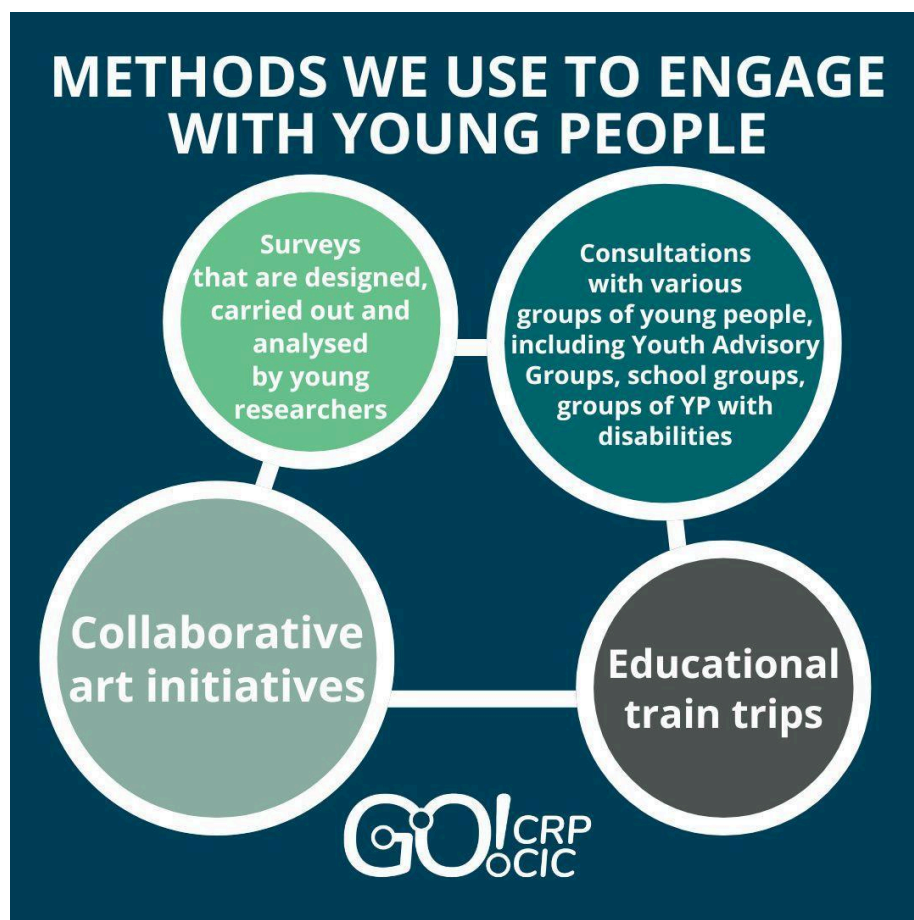 METHODS WE USE TO ENGAGE
WITH YOUNG PEOPLE
Surveys
that are designed,
carried out and
analysed
by young
researchers
Consultations
with various
groups of young people,
including Youth Advisory
Groups, school groups,
groups of YP with
disabilities
Collaborative
art initiatives
Educational
train trips
GO! CRP
CIC